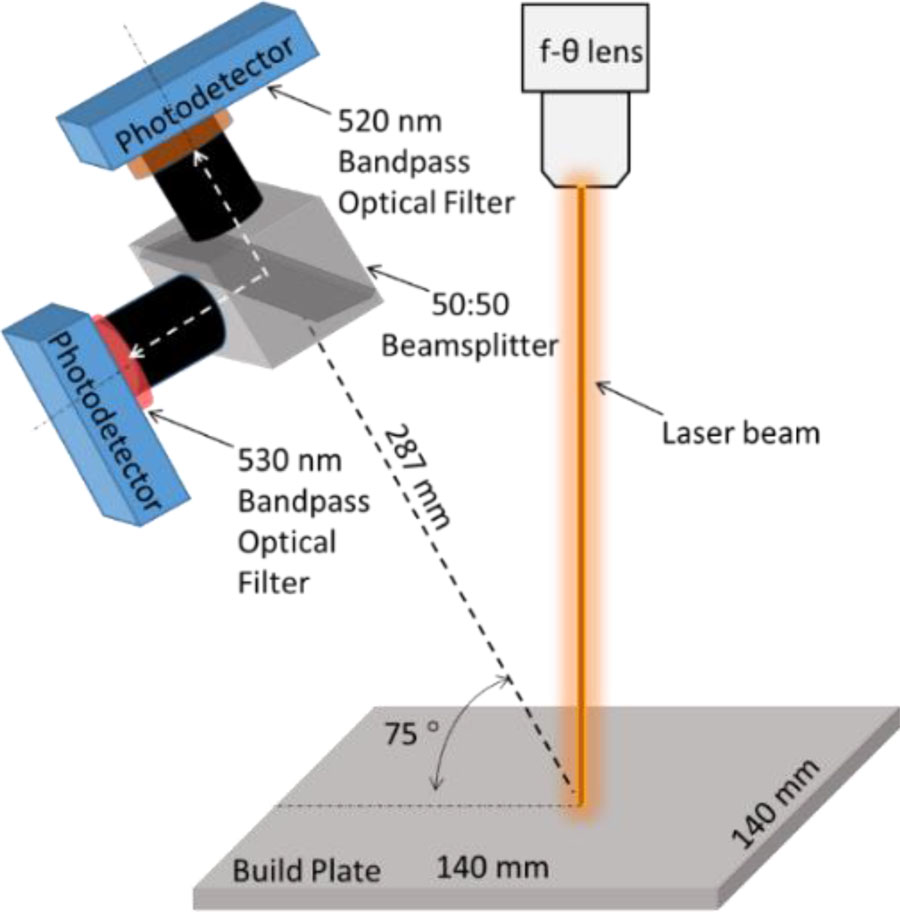 Photodetector
f-θ lens
520 nm
Bandpass
Optical Filter
50:50
Beamsplitter
Photodetector
Laser beam
287 mm
530 nm
Bandpass
Optical
Filter
75 °
140 mm
Build Plate
140 mm